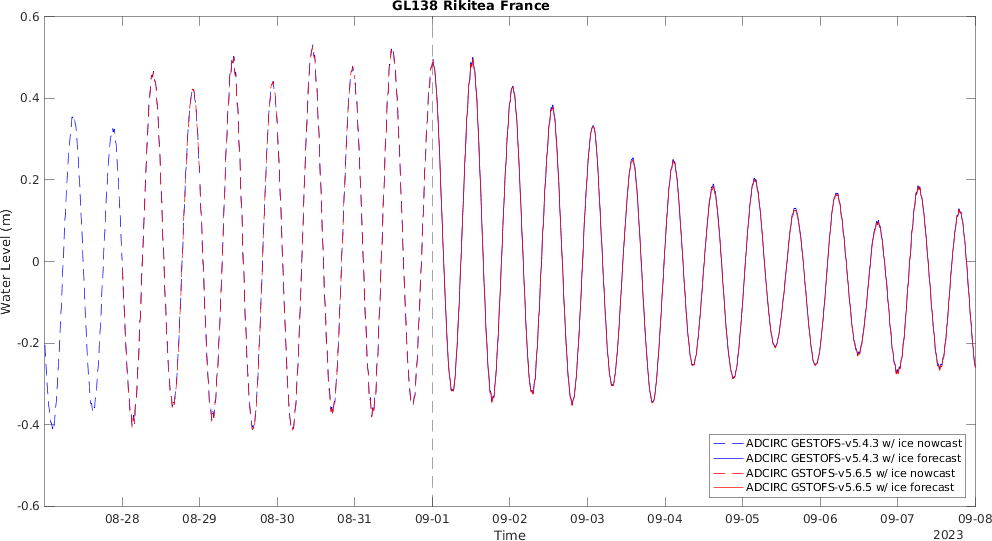 GL138 Rikitea France
0.6
0.4
0.2
0
-0.2
-0.4
-0.6
Water Level (m)
ADCIRC GESTOFS-v5.4.3 w/ ice nowcast
ADCIRC GESTOFS-v5.4.3 w/ ice forecast
ADCIRC GSTOFS-v5.6.5 w/ ice nowcast
ADCIRC GSTOFS-v5.6.5 w/ ice forecast
08-28 08-29 08-30 08-31 09-01 09-02 09-03 09-04 09-05 09-06 09-07 09-08
Time
2023